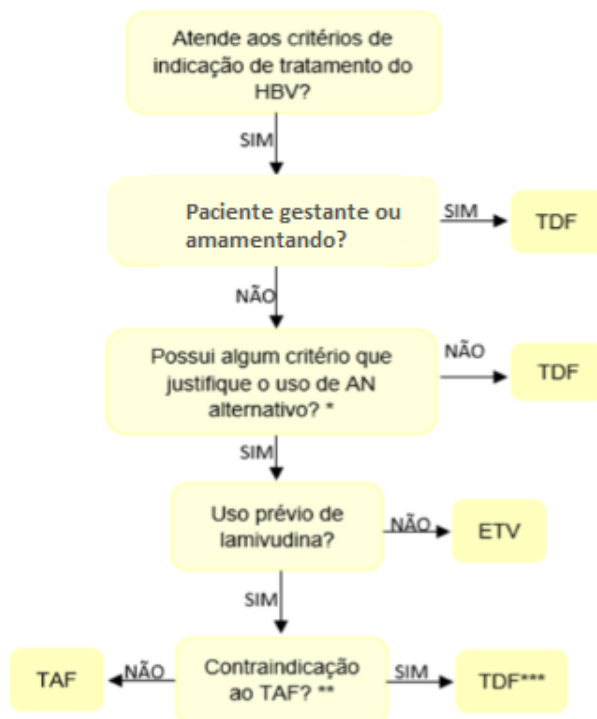 Atende aos critérios de
indicação de tratamento do
HBV?
SIM
Paciente gestante ou
amamentando?
SIM
TDF
NÃO
Possui algum critério que
justifique o uso de AN
alternativo? *
NÃO
TDF
SIM
Uso prévio de
lamivudina?
NÃO
ETV
SIM
TAF
NÃO
Contraindicação
ao TAF? **
SIM
TDF***